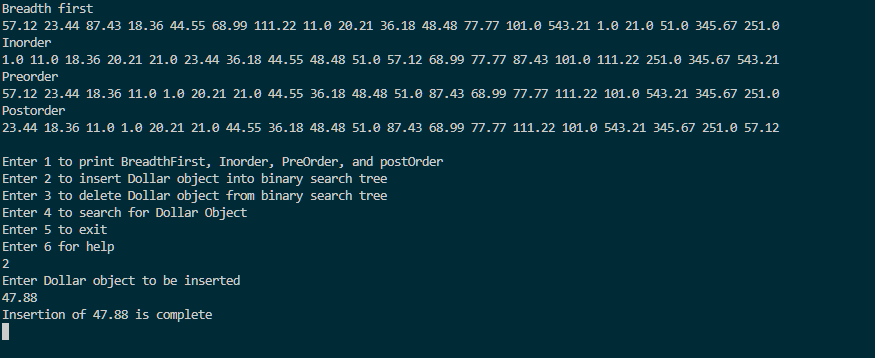 Breadth first
57.12 23.44 87.43 18.36 44.55 68.99 111.22 11.0 20.21 36.18 48.48 77.77 101.0 543.21 1.0 21.0 51.0 345.67 251.0
Inorder
1.0 11.0 18.36 20.21 21.0 23.44 36.18 44.55 48.48 51.0 57.12 68.99 77.77 87.43 101.0 111.22 251.0 345.67 543.21
Preorder
57.12 23.44 18.36 11.0 1.0 20.21 21.0 44.55 36.18 48.48 51.0 87.43 68.99 77.77 111.22 101.0 543.21 345.67 251.0
Postorder
23.44 18.36 11.0 1.0 20.21 21.0 44.55 36.18 48.48 51.0 87.43 68.99 77.77 111.22 101.0 543.21 345.67 251.0 57.12
Enter 1 to print BreadthFirst, Inorder, PreOrder, and postOrder
Enter 2 to insert Dollar object into binary search tree
Enter 3 to delete Dollar object from binary search tree
Enter 4 to search for Dollar Object
Enter 5 to exit
Enter 6 for help
2
Enter Dollar object to be inserted
47.88
Insertion of 47.88 is complete